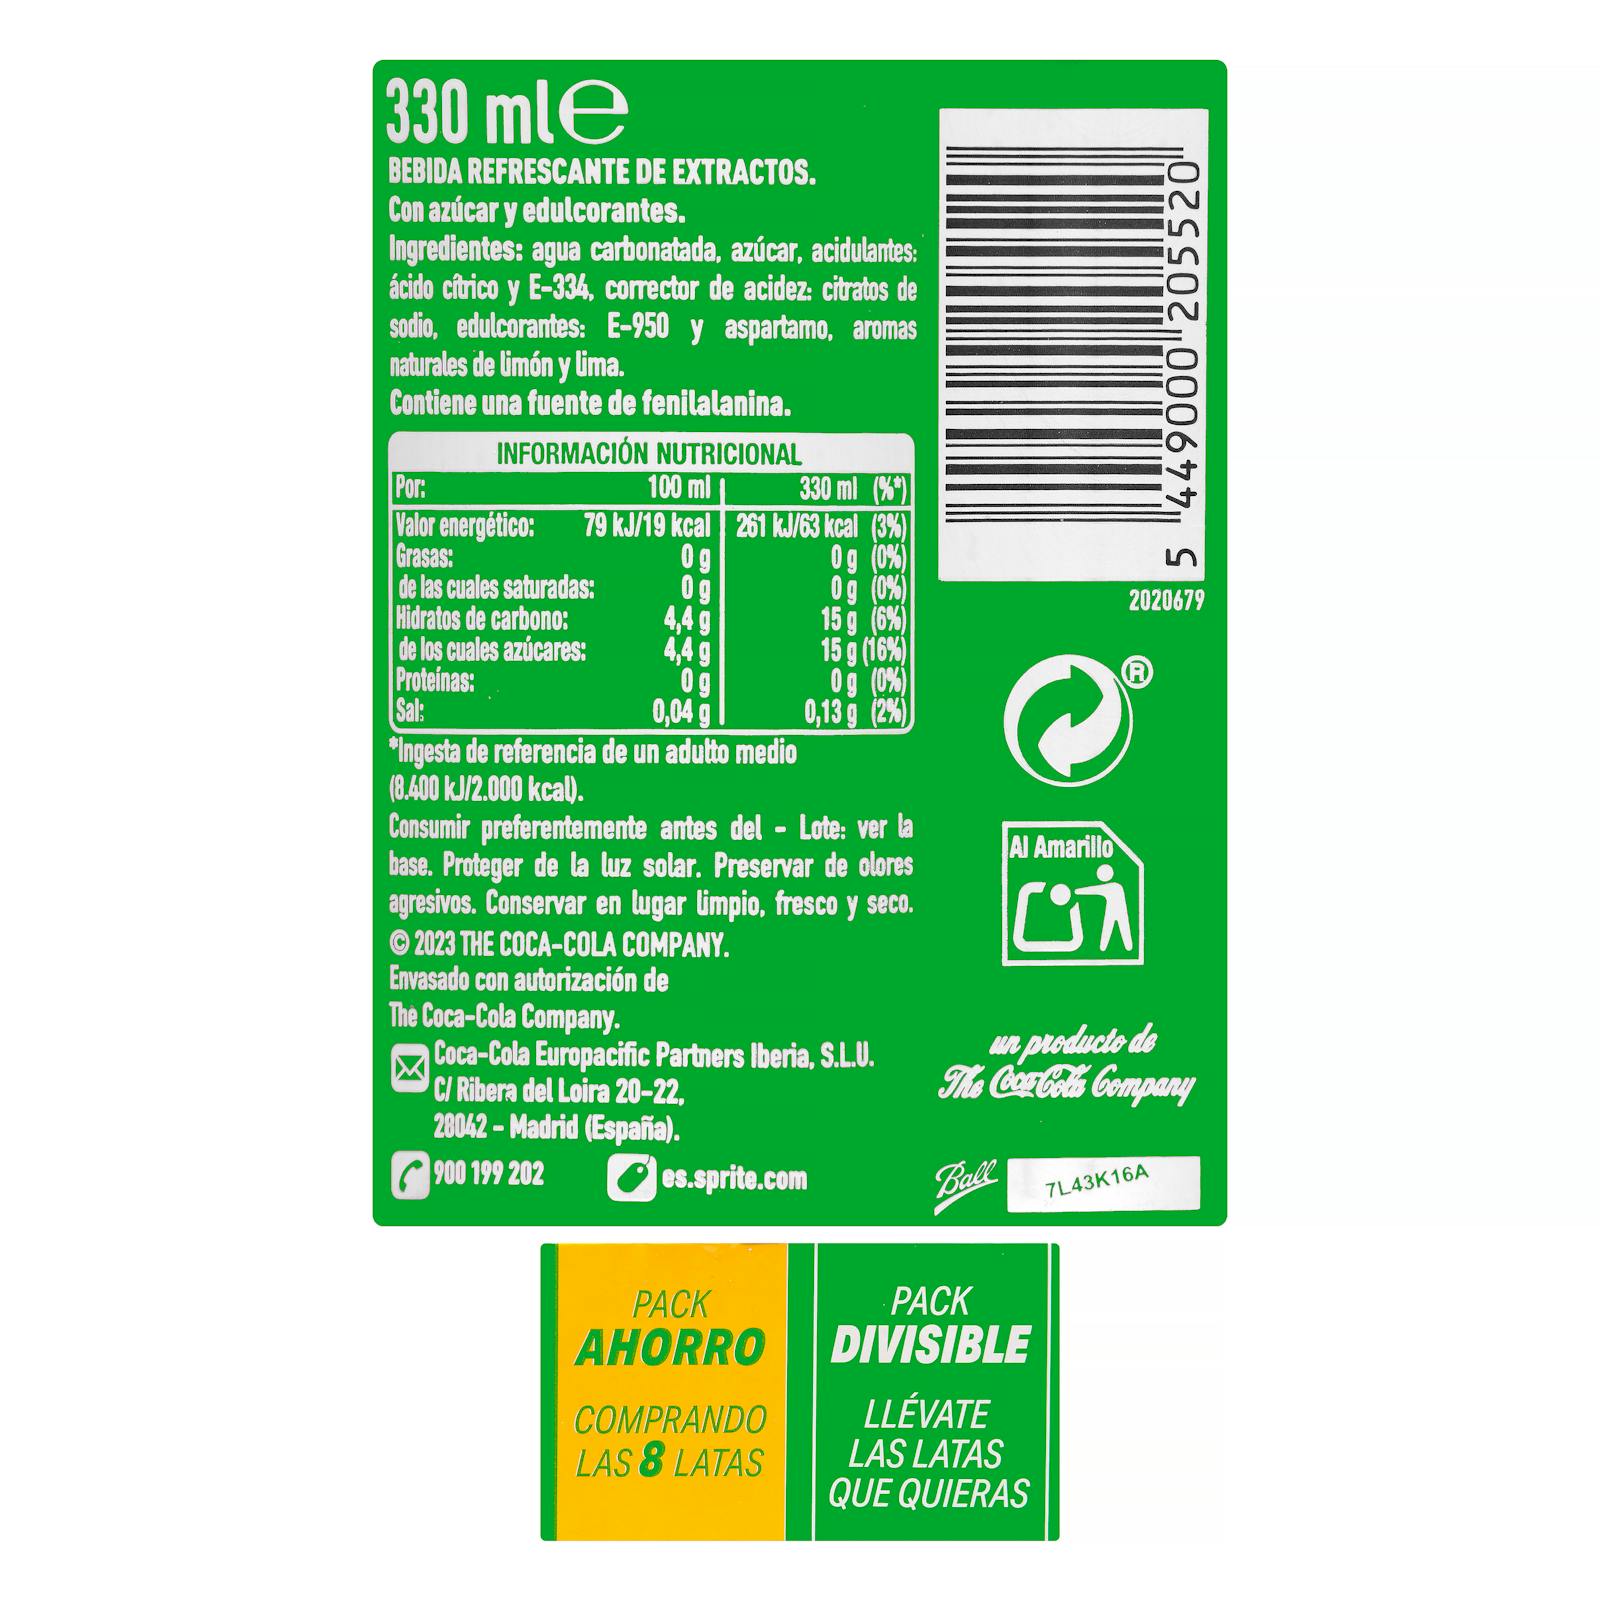 330 ml ℮
BEBIDA REFRESCANTE DE EXTRACTOS.
Con azúcar y edulcorantes.
Ingredientes: agua carbonatada, azúcar, acidulantes:
ácido cítrico y E-334, corrector de acidez: citratos de
sodio, edulcorantes: E-950 y aspartamo, aromas
naturales de limón y lima.
Contiene una fuente de fenilalanina.
INFORMACIÓN NUTRICIONAL
Por: 100 ml 330 ml (%*)
Valor energético: 79 kJ/19 kcal 261 kJ/63 kcal (3%)
Grasas: 0 g 0 g (0%)
de las cuales saturadas: 0 g 0 g (0%)
Hidratos de carbono: 4,4 g 15 g (6%)
de los cuales azúcares: 4,4 g 15 g (16%)
Proteínas: 0 g 0 g (0%)
Sal: 0,04 g 0,13 g (2%)
*Ingesta de referencia de un adulto medio
(8.400 kJ/2.000 kcal).
Consumir preferentemente antes del - Lote: ver la
base. Proteger de la luz solar. Preservar de olores
agresivos. Conservar en lugar limpio, fresco y seco.
© 2023 THE COCA-COLA COMPANY.
Envasado con autorización de
The Coca-Cola Company.
Coca-Cola Europacific Partners Iberia, S.L.U.
C/ Ribera del Loira 20-22,
28042 - Madrid (España).
900 199 202 es.sprite.com
5 449000 205520
2020679
®
Al Amarillo
un producto de
The Coca-Cola Company
Ball 7L43K16A
PACK
AHORRO
COMPRANDO
LAS 8 LATAS
PACK
DIVISIBLE
LLÉVATE
LAS LATAS
QUE QUIERAS